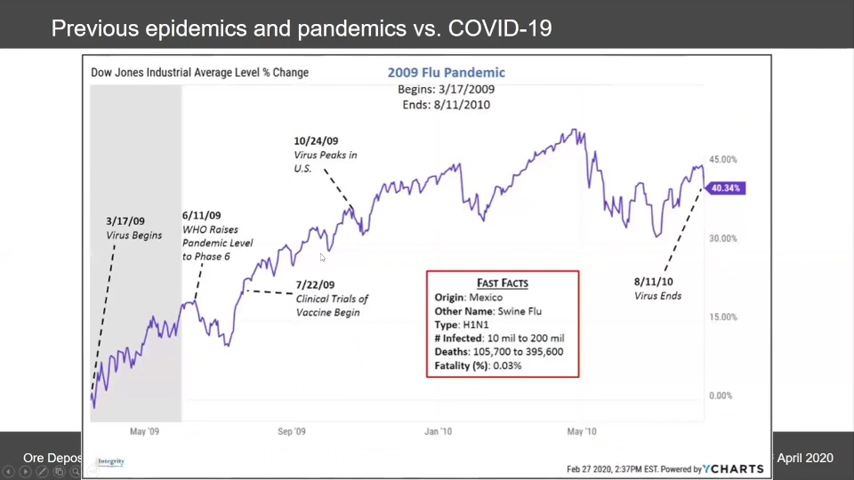 Previous epidemics and pandemics vs. COVID-19
Dow Jones Industrial Average Level % Change
2009 Flu Pandemic
Begins: 3/17/2009
Ends: 8/11/2010
10/24/09
Virus Peaks in
U.S.
45.00%
40.34%
3/17/09
Virus Begins
6/11/09
WHO Raises
Pandemic Level
to Phase 6
30.00%
7/22/09
Clinical Trials of
Vaccine Begin
FAST FACTS
Origin: Mexico
Other Name: Swine Flu
Type: H1N1
# Infected: 10 mil to 200 mil
Deaths: 105,700 to 395,600
Fatality (%): 0.03%
8/11/10
Virus Ends
15.00%
0.00%
May '09
Sep '09
Jan '10
May '10
Ore Depos
April 2020
Integrity
Feb 27 2020, 2:37PM EST. Powered by YCHARTS